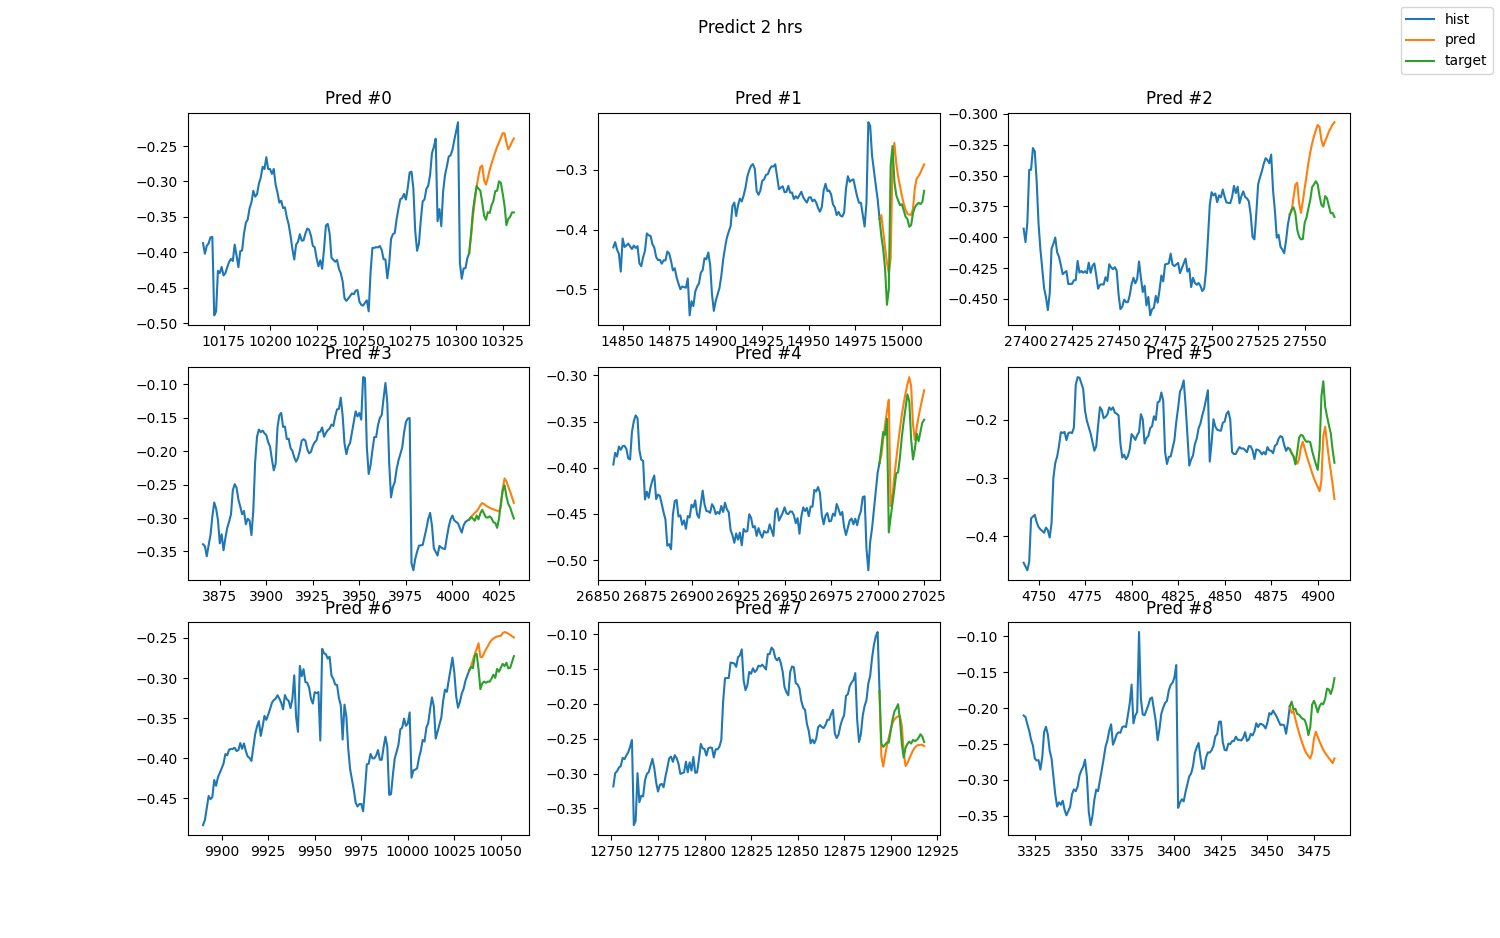 Predict 2 hrs
hist
pred
target
Pred #0
−0.25
−0.30
−0.35
−0.40
−0.45
−0.50
10175 10200 10225 10250 10275 10300 10325
Pred #1
−0.3
−0.4
−0.5
14850 14875 14900 14925 14950 14975 15000
Pred #2
−0.300
−0.325
−0.350
−0.375
−0.400
−0.425
−0.450
27400 27425 27450 27475 27500 27525 27550
Pred #3
−0.10
−0.15
−0.20
−0.25
−0.30
−0.35
3875 3900 3925 3950 3975 4000 4025
Pred #4
−0.30
−0.35
−0.40
−0.45
−0.50
26850 26875 26900 26925 26950 26975 27000 27025
Pred #5
−0.2
−0.3
−0.4
4750 4775 4800 4825 4850 4875 4900
Pred #6
−0.25
−0.30
−0.35
−0.40
−0.45
9900 9925 9950 9975 10000 10025 10050
Pred #7
−0.10
−0.15
−0.20
−0.25
−0.30
−0.35
12750 12775 12800 12825 12850 12875 12900 12925
Pred #8
−0.10
−0.15
−0.20
−0.25
−0.30
−0.35
3325 3350 3375 3400 3425 3450 3475